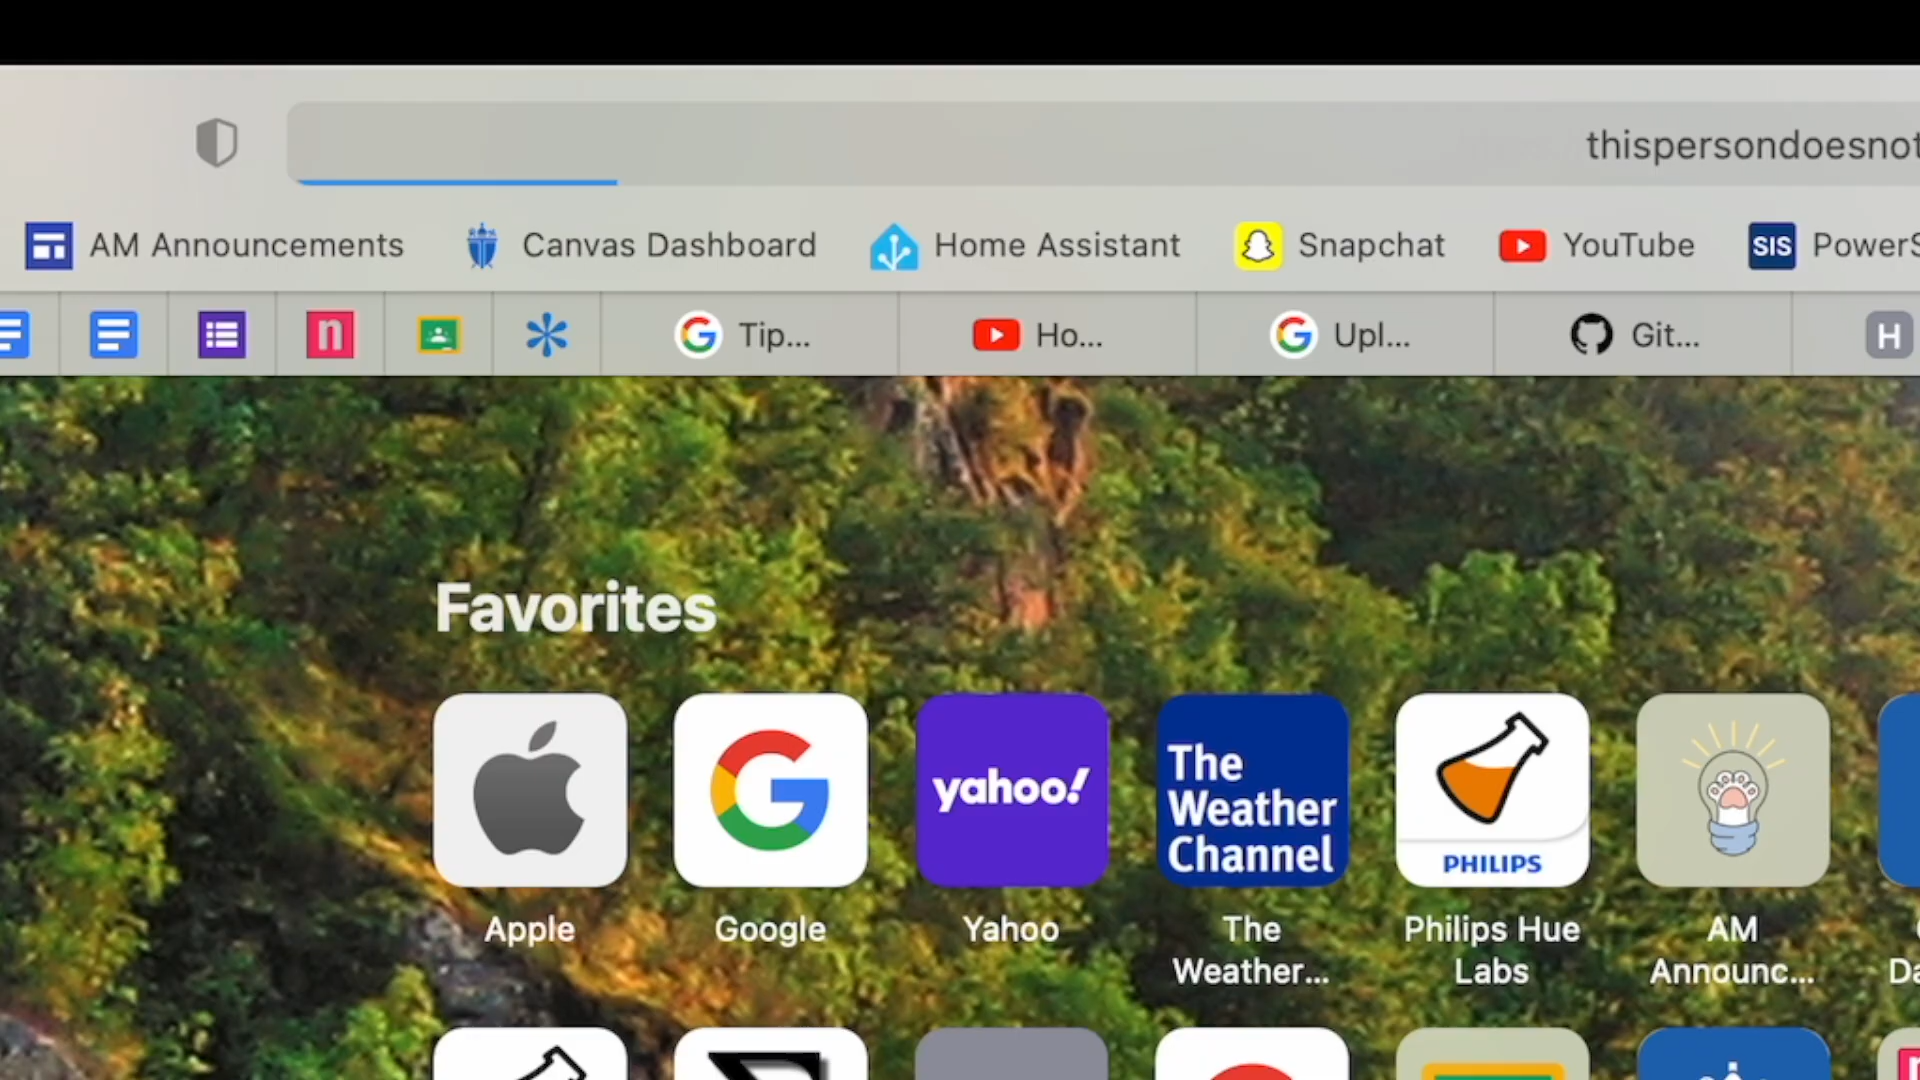 thispersondoesnot
AM Announcements Canvas Dashboard Home Assistant Snapchat YouTube SIS PowerS
n Tip... Ho... Upl... Git... H
Favorites
yahoo!
The
Weather
Channel
PHILIPS
Apple Google Yahoo The Weather... Philips Hue Labs AM Announc...
Da